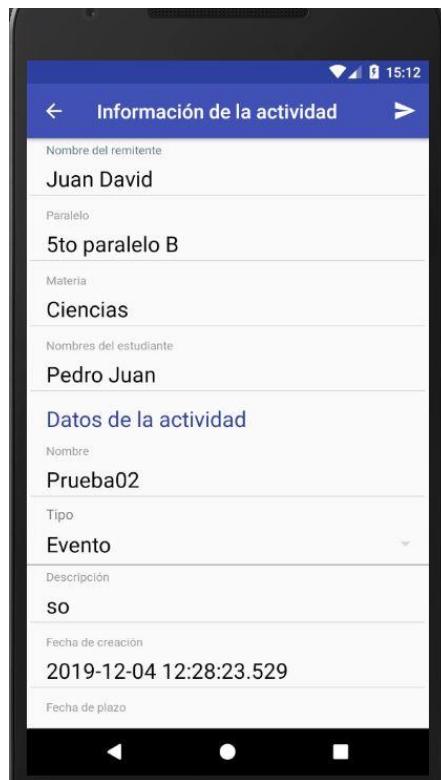 15:12
Información de la actividad
Nombre del remitente
Juan David
Paralelo
5to paralelo B
Materia
Ciencias
Nombres del estudiante
Pedro Juan
Datos de la actividad
Nombre
Prueba02
Tipo
Evento
Descripción
so
Fecha de creación
2019-12-04 12:28:23.529
Fecha de plazo